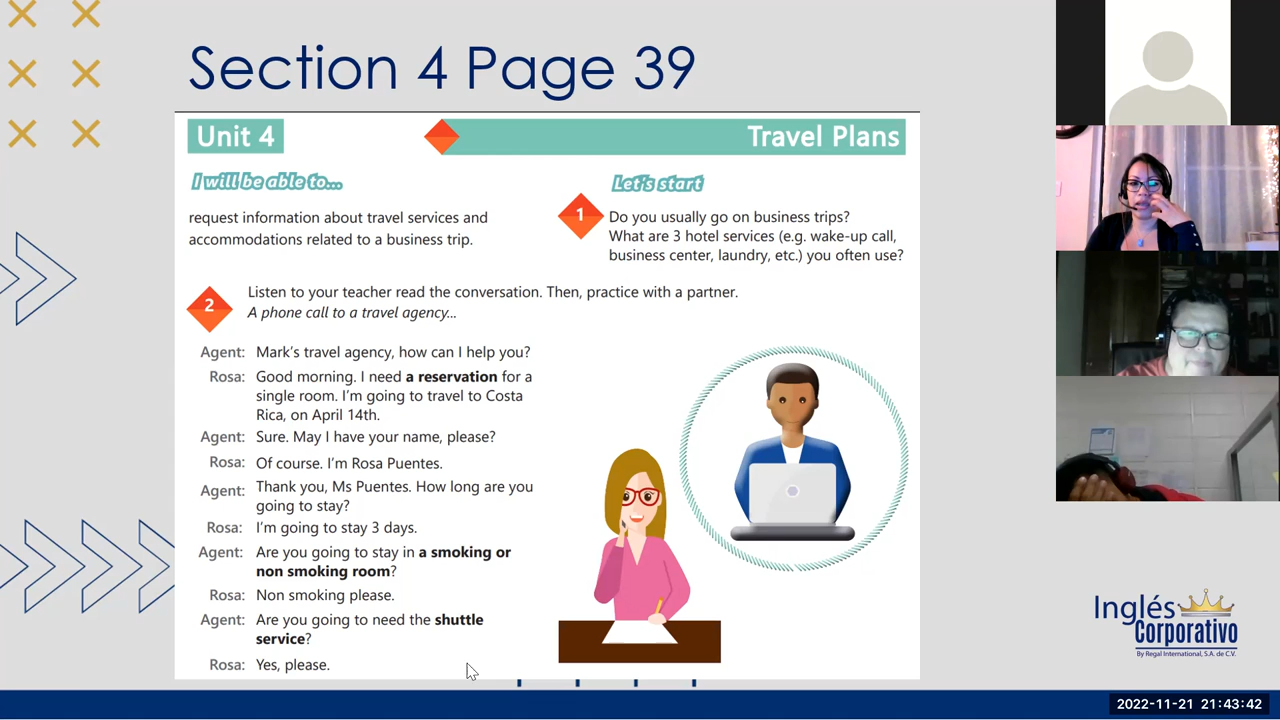 Section 4 Page 39
Unit 4
Travel Plans
I will be able to...
request information about travel services and
accommodations related to a business trip.
Let's start
1
Do you usually go on business trips?
What are 3 hotel services (e.g. wake-up call,
business center, laundry, etc.) you often use?
2
Listen to your teacher read the conversation. Then, practice with a partner.
A phone call to a travel agency...
Agent: Mark's travel agency, how can I help you?
Rosa: Good morning. I need a reservation for a
single room. I'm going to travel to Costa
Rica, on April 14th.
Agent: Sure. May I have your name, please?
Rosa: Of course. I'm Rosa Puentes.
Agent: Thank you, Ms Puentes. How long are you
going to stay?
Rosa: I'm going to stay 3 days.
Agent: Are you going to stay in a smoking or
non smoking room?
Rosa: Non smoking please.
Agent: Are you going to need the shuttle
service?
Rosa: Yes, please.
Inglés
Corporativo
By Regal International, S.A. de C.V.
2022-11-21 21:43:42